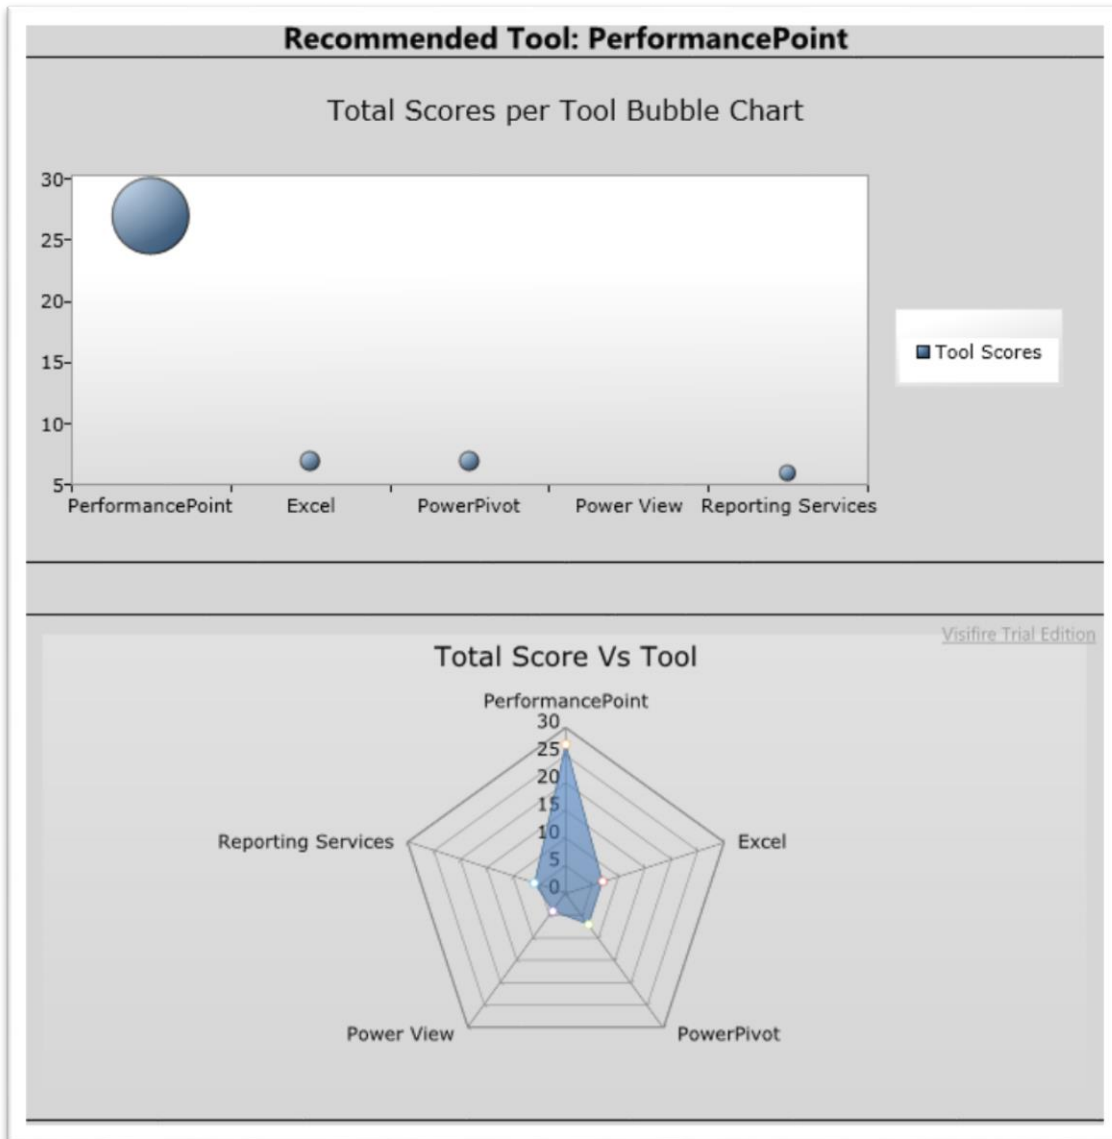 Recommended Tool: PerformancePoint
Total Scores per Tool Bubble Chart
30
25
20
15
10
5
Tool Scores
PerformancePoint Excel PowerPivot Power View Reporting Services
Visifire Trial Edition
Total Score Vs Tool
PerformancePoint
30
25
20
15
10
5
0
Reporting Services Excel
Power View PowerPivot